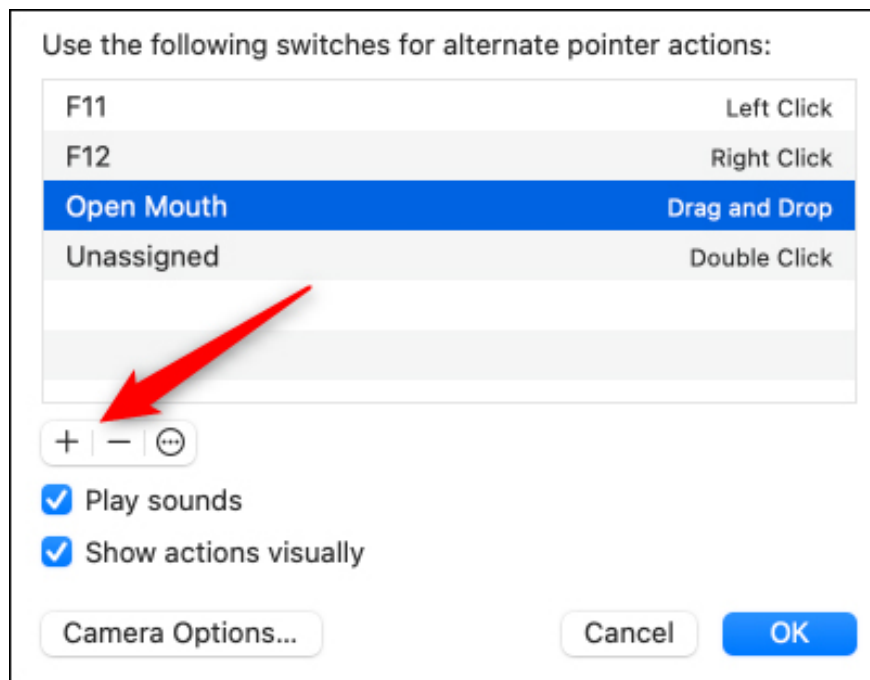 Use the following switches for alternate pointer actions:
F11 Left Click
F12 Right Click
Open Mouth Drag and Drop
Unassigned Double Click
Play sounds
Show actions visually
Camera Options...
Cancel OK